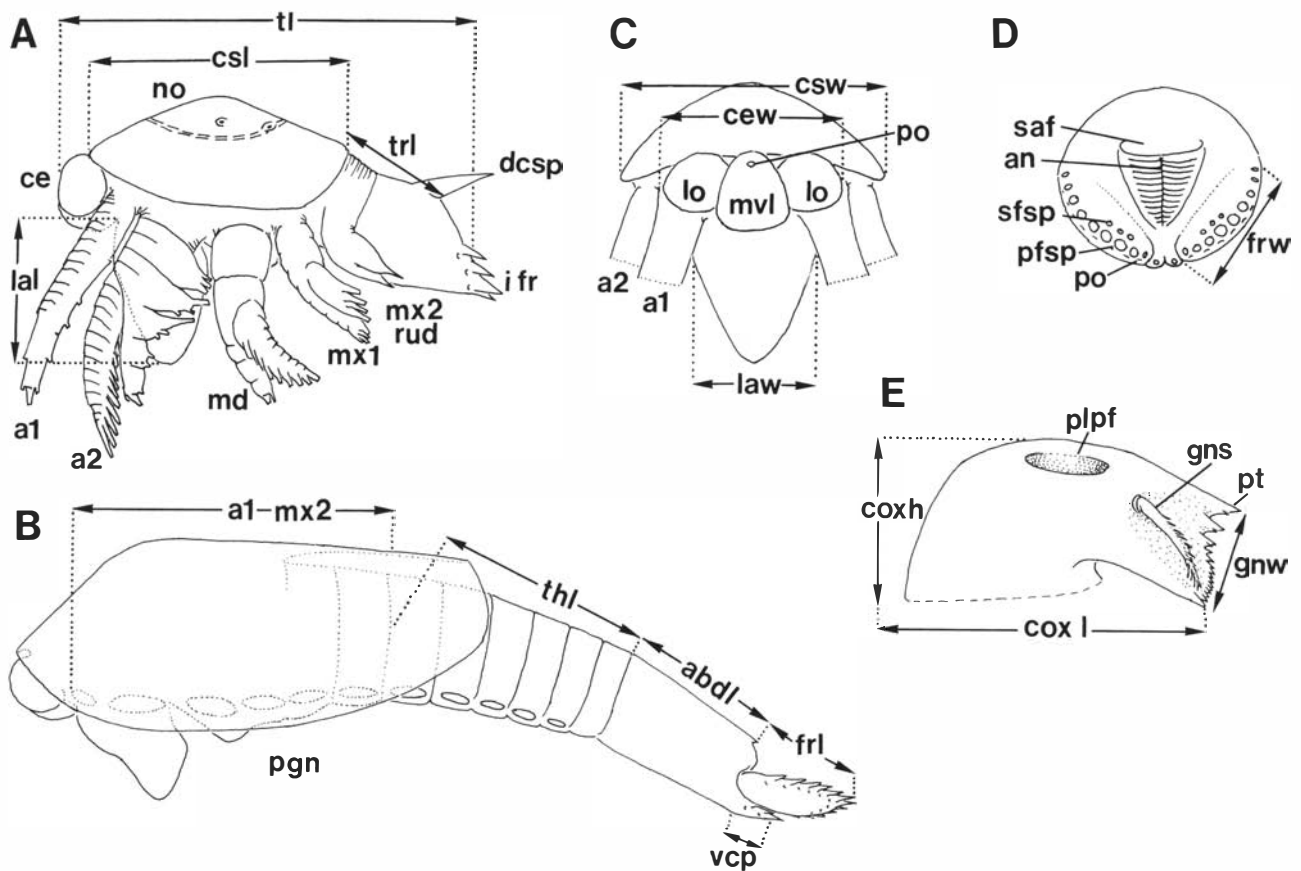 A
tl
csl
no
trl
dcsp
ce
lal
i fr
mx2
rud
mx1
md
a1
a2
C
csw
cew
po
lo
mvl
lo
a2
a1
law
D
saf
an
sfsp
pfsp
po
frw
E
plpf
gns
pt
coxh
gnw
cox l
B
a1-mx2
thl
abdl
frl
pgn
vcp